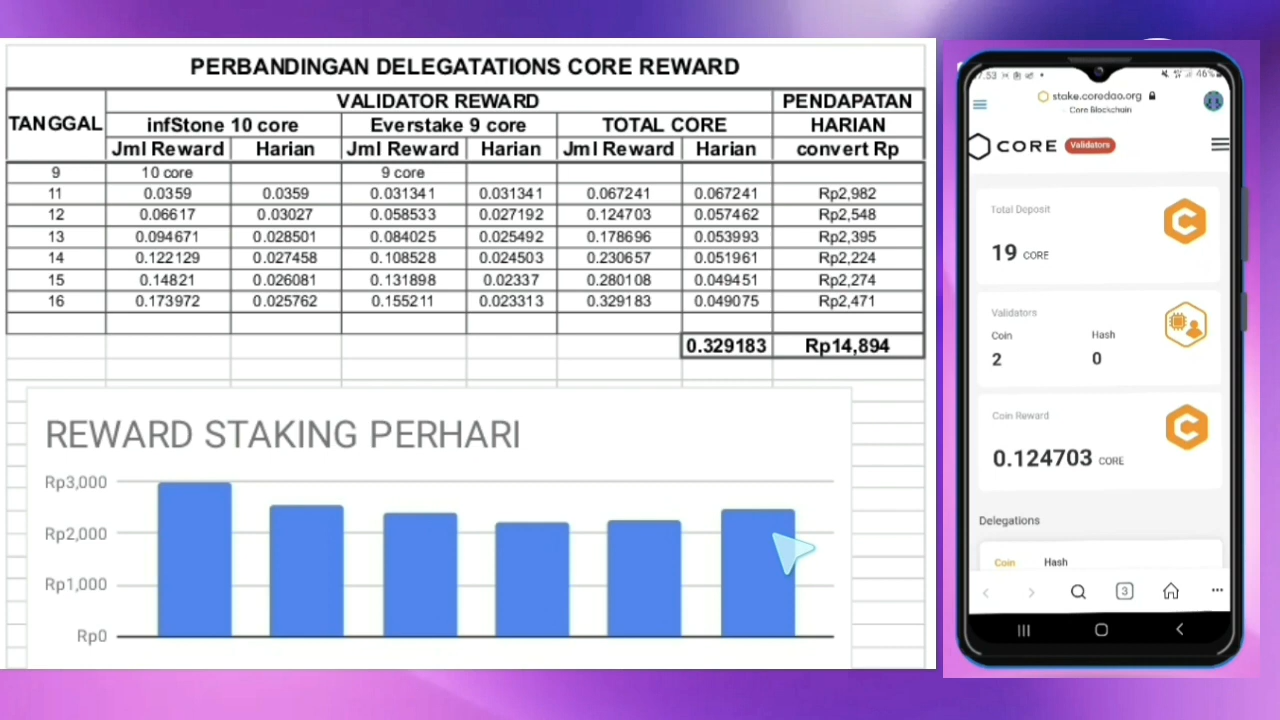 PERBANDINGAN DELEGATATIONS CORE REWARD
TANGGAL VALIDATOR REWARD PENDAPATAN
infStone 10 core Everstake 9 core TOTAL CORE HARIAN
Jml Reward Harian Jml Reward Harian Jml Reward Harian convert Rp
9 10 core 9 core
11 0.0359 0.0359 0.031341 0.031341 0.067241 0.067241 Rp2,982
12 0.06617 0.03027 0.058533 0.027192 0.124703 0.057462 Rp2,548
13 0.094671 0.028501 0.084025 0.025492 0.178696 0.053993 Rp2,395
14 0.122129 0.027458 0.108528 0.024503 0.230657 0.051961 Rp2,224
15 0.14821 0.026081 0.131898 0.02337 0.280108 0.049451 Rp2,274
16 0.173972 0.025762 0.155211 0.023313 0.329183 0.049075 Rp2,471
0.329183 Rp14,894
REWARD STAKING PERHARI
Rp3,000
Rp2,000
Rp1,000
Rp0
7.53 46%
stake.coredao.org
Core Blockchain
CORE Validators
Total Deposit
19 CORE
Validators
Coin Hash
2 0
Coin Reward
0.124703 CORE
Delegations
Coin Hash
3